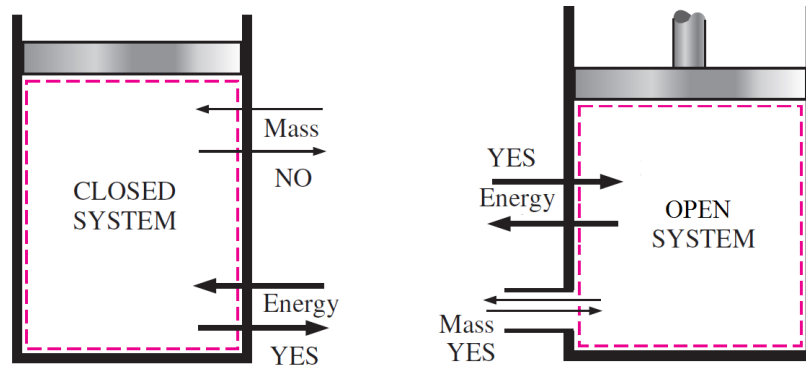 Mass
NO
CLOSED
SYSTEM
Energy
YES
YES
Energy
OPEN
SYSTEM
Mass
YES